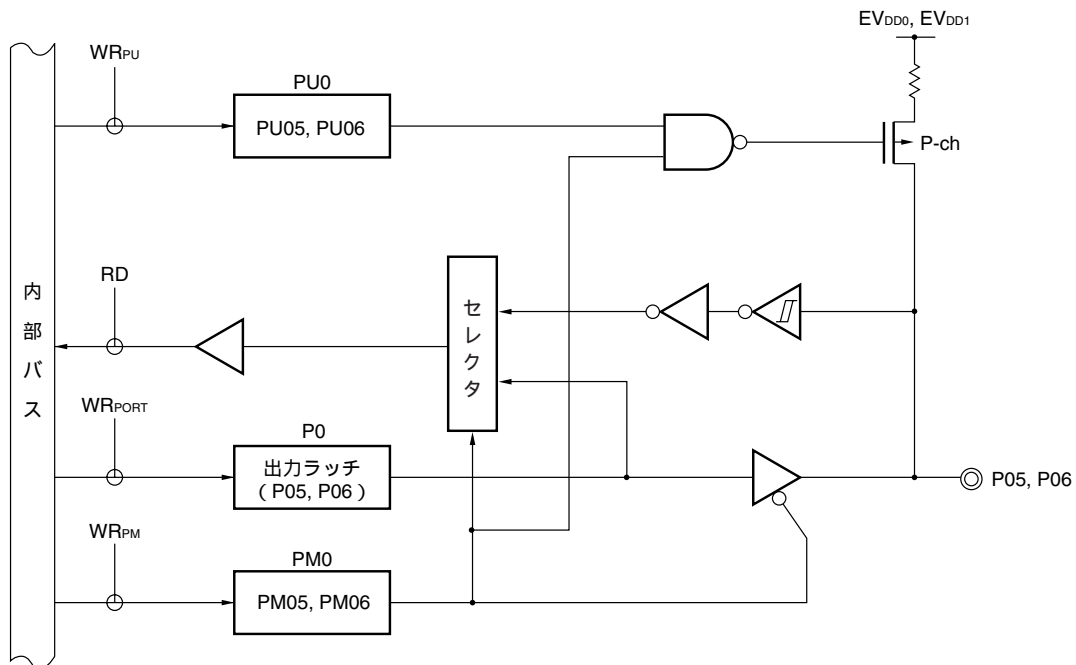 EVDD0, EVDD1
WRPU
PU0
PU05, PU06
P-ch
RD
内部バス
セレクタ
WRPORT
P0
出力ラッチ
(P05, P06)
P05, P06
WRPM
PM0
PM05, PM06